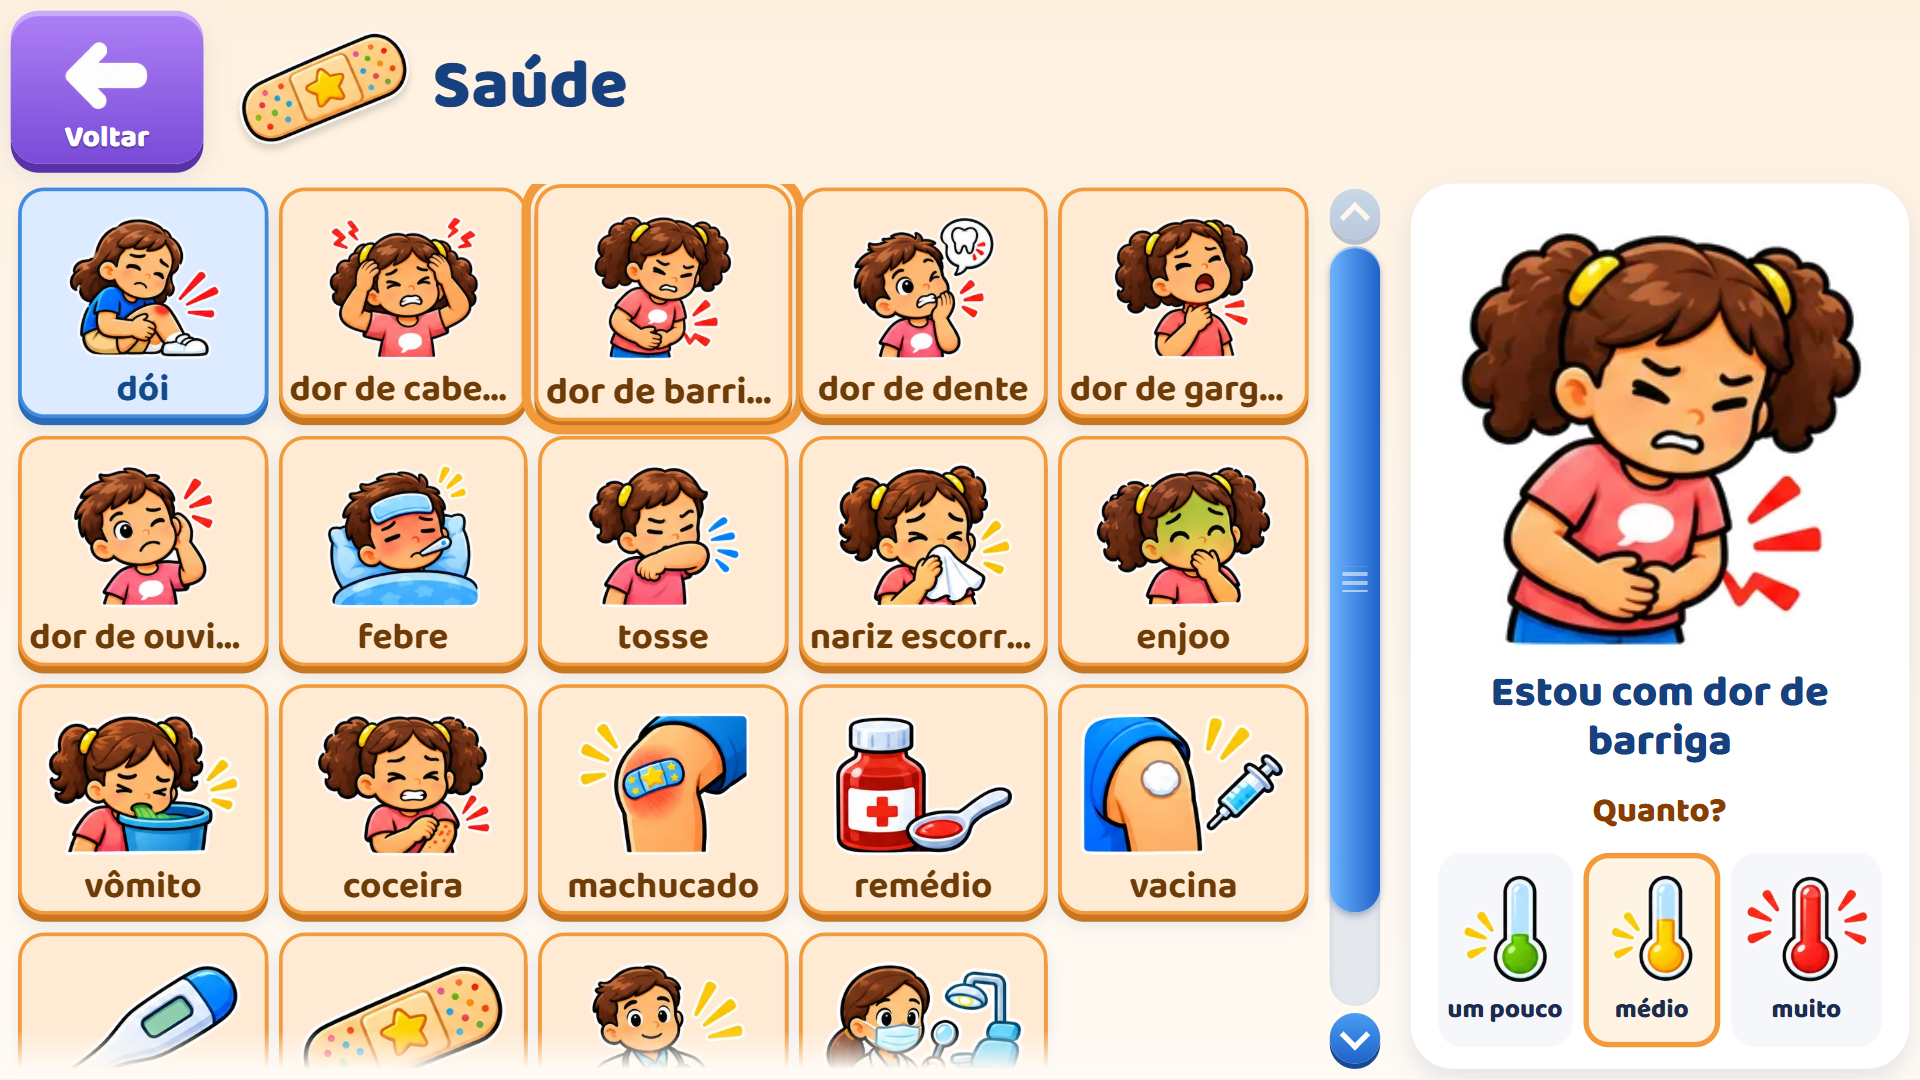 Voltar
Saúde
dói
dor de cabe...
dor de barri...
dor de dente
dor de garg...
dor de ouvi...
febre
tosse
nariz escorr...
enjoo
vômito
coceira
machucado
remédio
vacina
Estou com dor de
barriga
Quanto?
um pouco
médio
muito